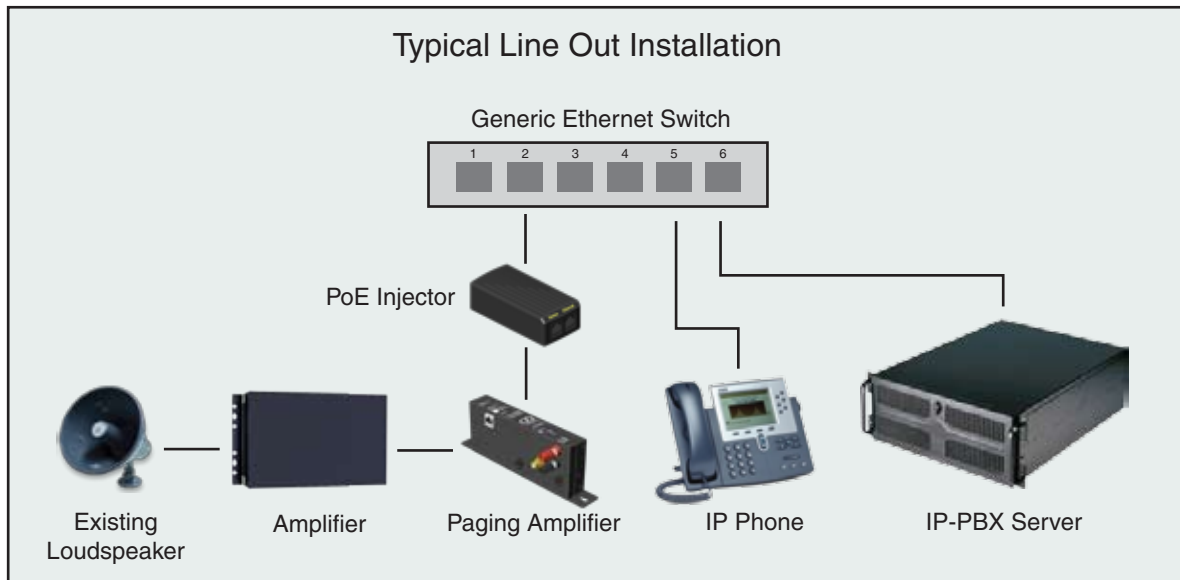 Typical Line Out Installation
Generic Ethernet Switch
1 2 3 4 5 6
PoE Injector
Existing
Loudspeaker
Amplifier
Paging Amplifier
IP Phone
IP-PBX Server